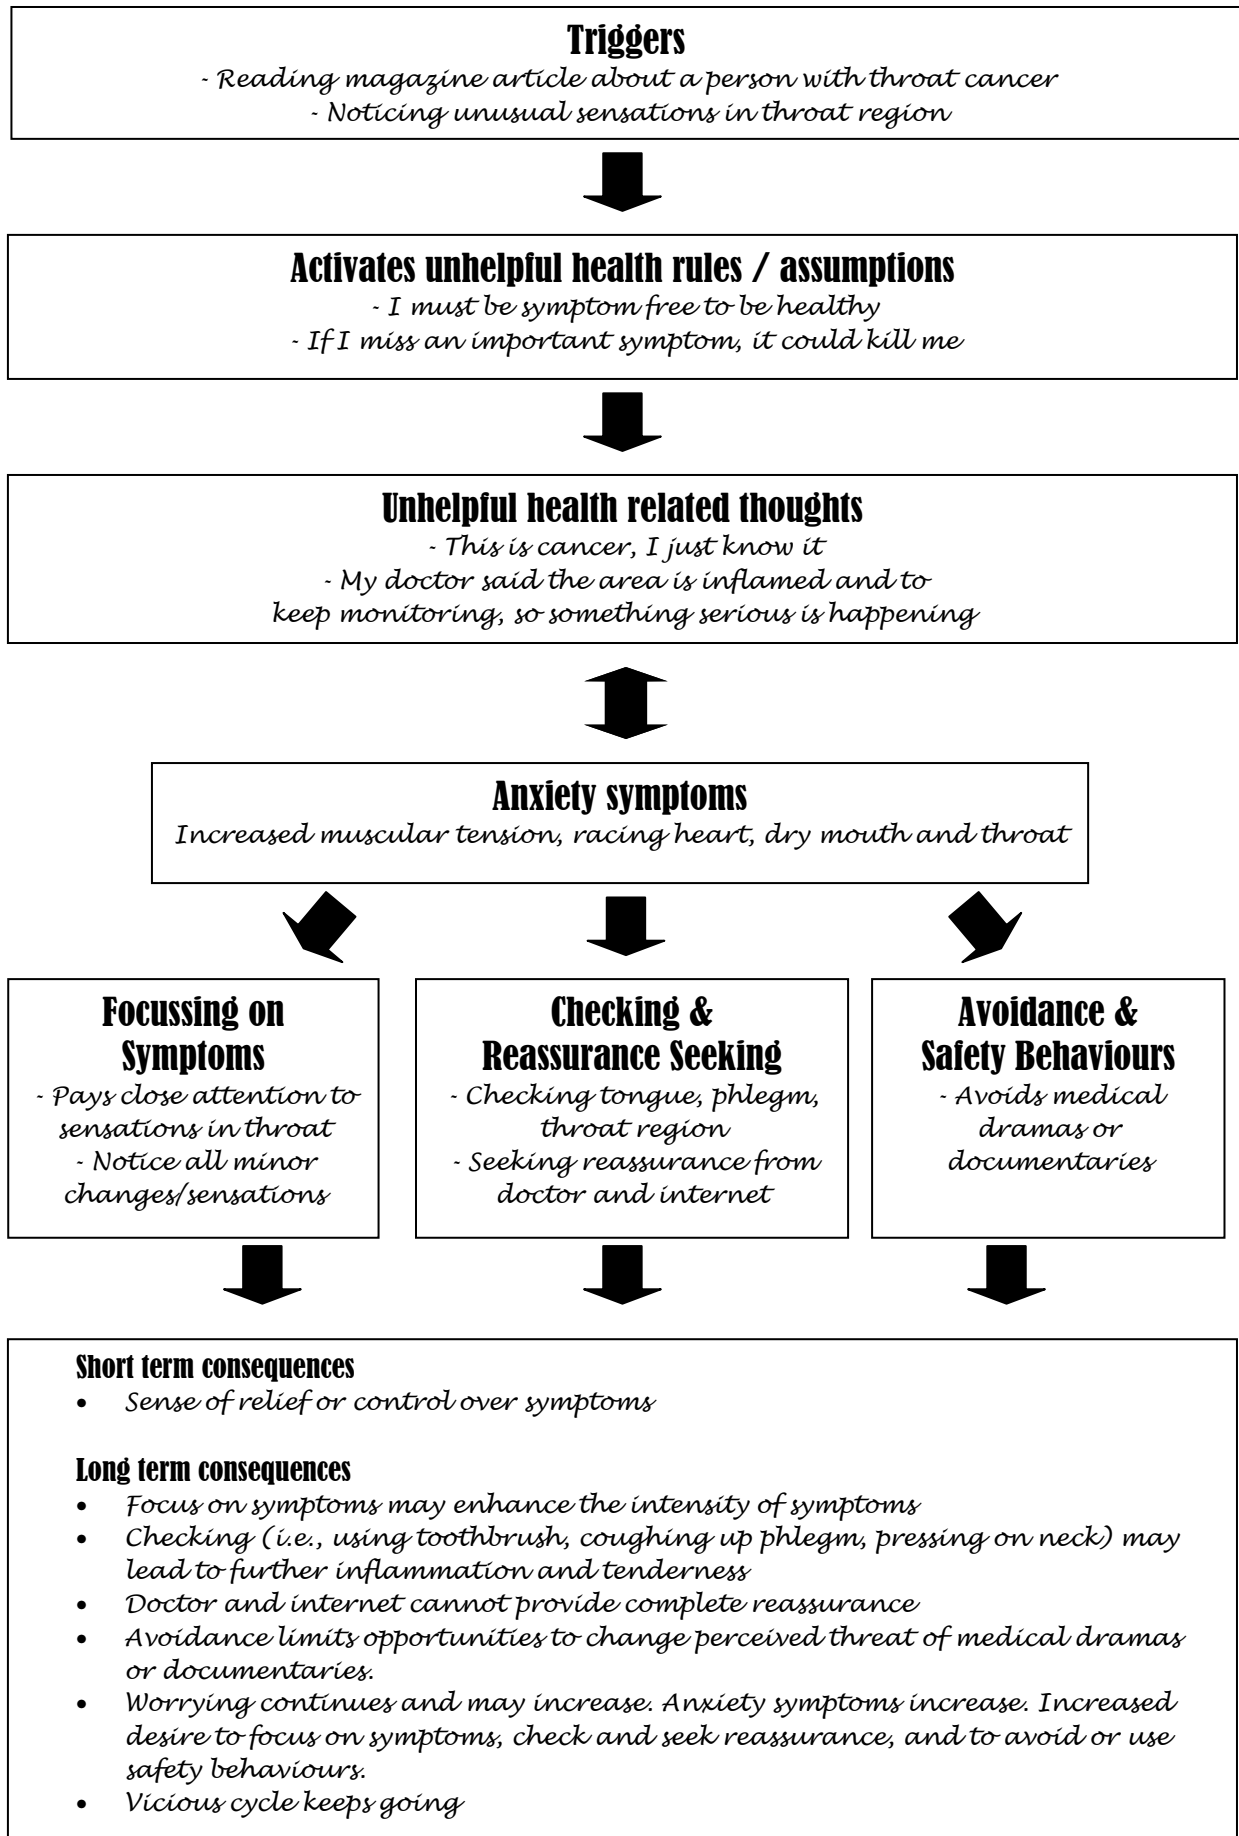 Triggers
- Reading magazine article about a person with throat cancer
- Noticing unusual sensations in throat region
Activates unhelpful health rules / assumptions
- I must be symptom free to be healthy
- If I miss an important symptom, it could kill me
Unhelpful health related thoughts
- This is cancer, I just know it
- My doctor said the area is inflamed and to
keep monitoring, so something serious is happening
Anxiety symptoms
Increased muscular tension, racing heart, dry mouth and throat
Focussing on
Symptoms
- Pays close attention to
sensations in throat
- Notice all minor
changes/sensations
Checking &
Reassurance Seeking
- Checking tongue, phlegm,
throat region
- Seeking reassurance from
doctor and internet
Avoidance &
Safety Behaviours
- Avoids medical
dramas or
documentaries
Short term consequences
• Sense of relief or control over symptoms
Long term consequences
• Focus on symptoms may enhance the intensity of symptoms
• Checking (i.e., using toothbrush, coughing up phlegm, pressing on neck) may
lead to further inflammation and tenderness
• Doctor and internet cannot provide complete reassurance
• Avoidance limits opportunities to change perceived threat of medical dramas
or documentaries.
• Worrying continues and may increase. Anxiety symptoms increase. Increased
desire to focus on symptoms, check and seek reassurance, and to avoid or use
safety behaviours.
• Vicious cycle keeps going